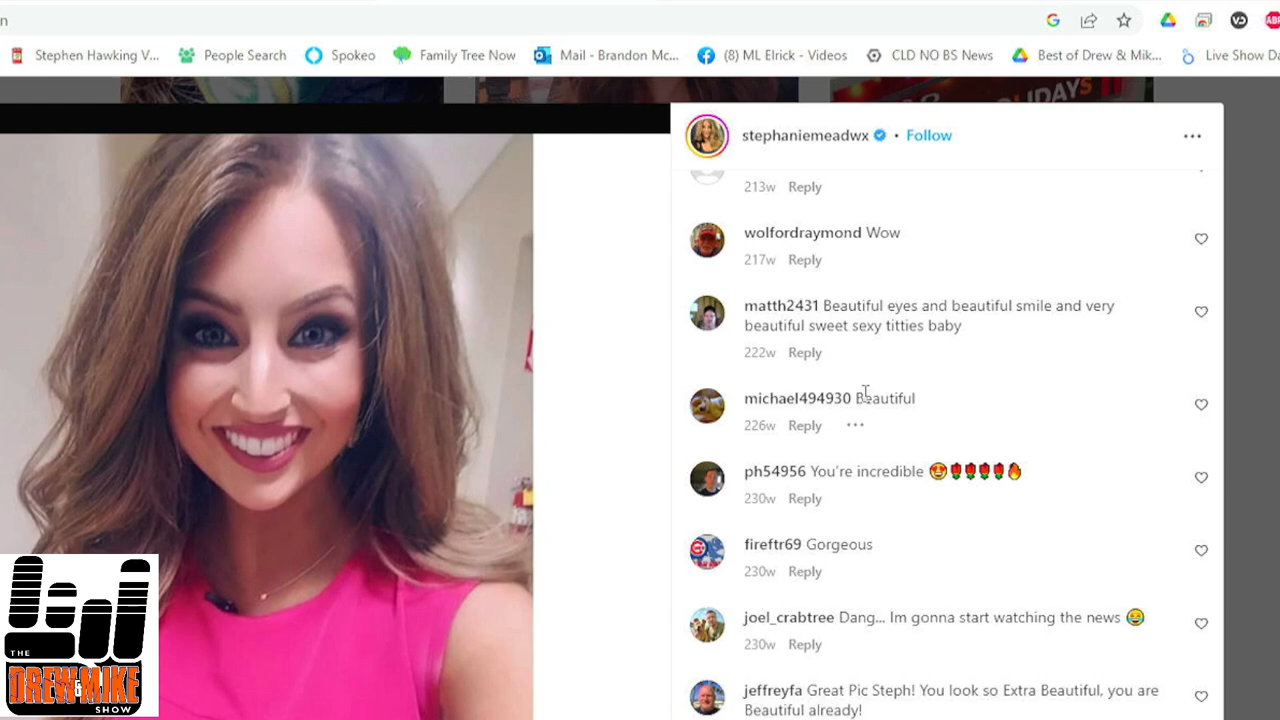 n
Stephen Hawking V... People Search Spokeo Family Tree Now Mail - Brandon Mc... (8) ML Elrick - Videos CLD NO BS News Best of Drew & Mik... Live Show Da
stephaniemeadwx • Follow
213w Reply
wolfordraymond Wow
217w Reply
matth2431 Beautiful eyes and beautiful smile and very
beautiful sweet sexy titties baby
222w Reply
michael494930 Beautiful
226w Reply
ph54956 You're incredible 😍🌹🌹🌹🌹🔥
230w Reply
fireftr69 Gorgeous
230w Reply
joel_crabtree Dang... Im gonna start watching the news 😂
230w Reply
jeffreyfa Great Pic Steph! You look so Extra Beautiful, you are
Beautiful already!
THE
DREW & MIKE
SHOW